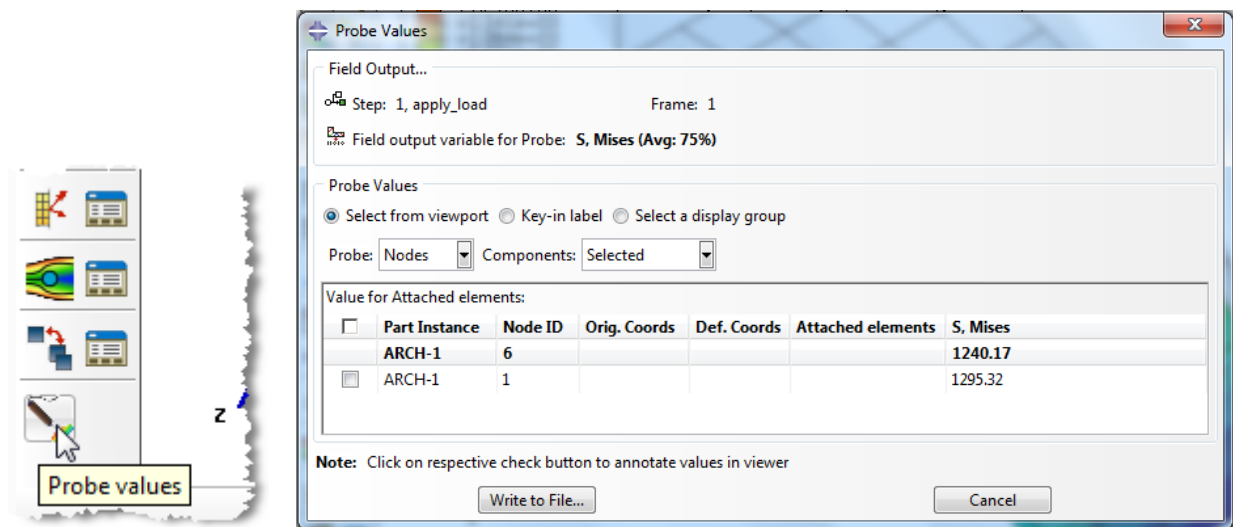 z
Probe values
Probe Values
Field Output...
Step: 1, apply_load Frame: 1
Field output variable for Probe: S, Mises (Avg: 75%)
Probe Values
Select from viewport Key-in label Select a display group
Probe: Nodes Components: Selected
Value for Attached elements:
Part Instance Node ID Orig. Coords Def. Coords Attached elements S, Mises
ARCH-1 6 1240.17
ARCH-1 1 1295.32
Note: Click on respective check button to annotate values in viewer
Write to File... Cancel